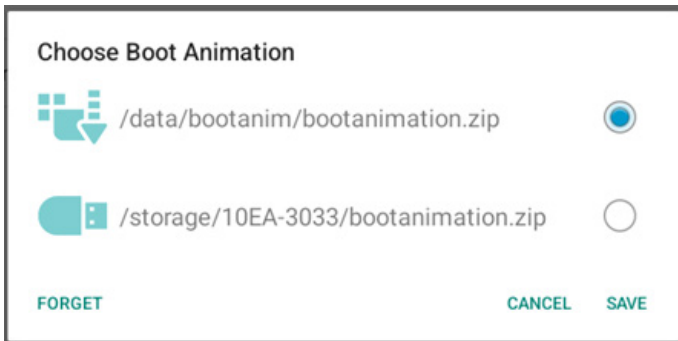 Choose Boot Animation
/data/bootanim/bootanimation.zip
/storage/10EA-3033/bootanimation.zip
FORGET CANCEL SAVE